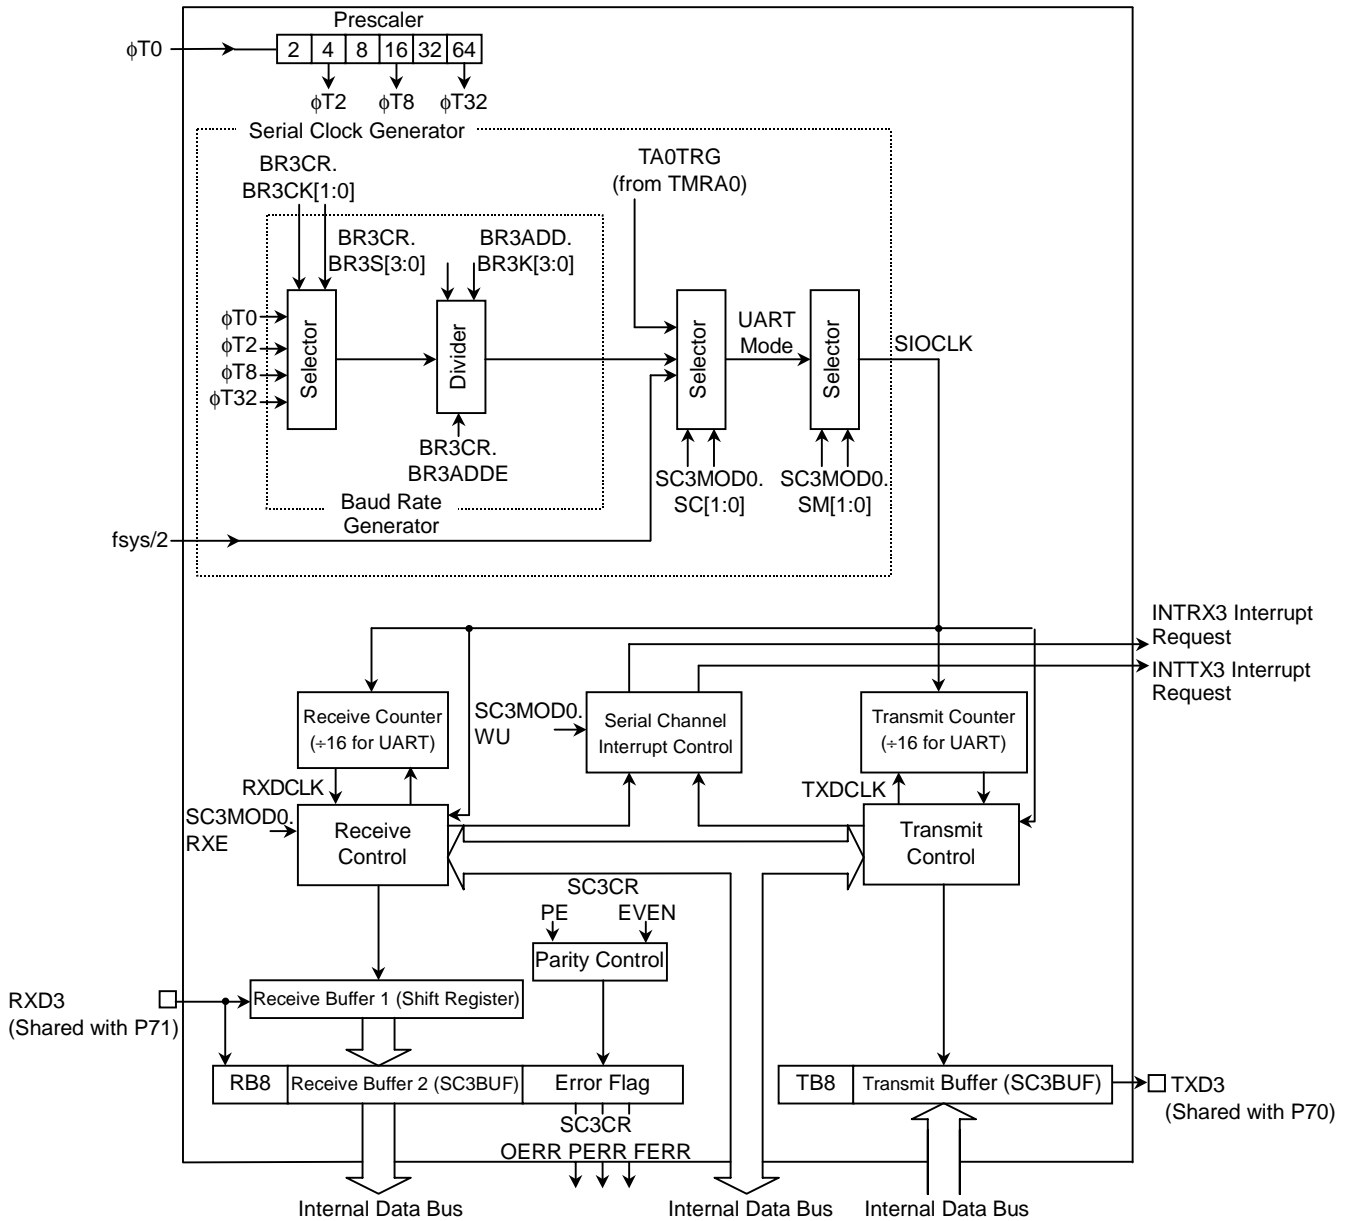 Prescaler
ϕT0
2 4 8 16 32 64
ϕT2 ϕT8 ϕT32
Serial Clock Generator
BR3CR.
BR3CK[1:0]
TA0TRG
(from TMRA0)
BR3CR.
BR3S[3:0]
BR3ADD.
BR3K[3:0]
ϕT0
ϕT2
ϕT8
ϕT32
Selector
Divider
Selector
UART
Mode
Selector
SIOCLK
BR3CR.
BR3ADDE
SC3MOD0.
SC[1:0]
SC3MOD0.
SM[1:0]
Baud Rate
Generator
fsys/2
INTRX3 Interrupt
Request
INTTX3 Interrupt
Request
Receive Counter
(÷16 for UART)
SC3MOD0.
WU
Serial Channel
Interrupt Control
Transmit Counter
(÷16 for UART)
RXDCLK
TXDCLK
SC3MOD0.
RXE
Receive
Control
Transmit
Control
SC3CR
PE EVEN
Parity Control
RXD3
(Shared with P71)
Receive Buffer 1 (Shift Register)
RB8 Receive Buffer 2 (SC3BUF) Error Flag
TB8 Transmit Buffer (SC3BUF)
TXD3
(Shared with P70)
SC3CR
OERR PERR FERR
Internal Data Bus
Internal Data Bus
Internal Data Bus